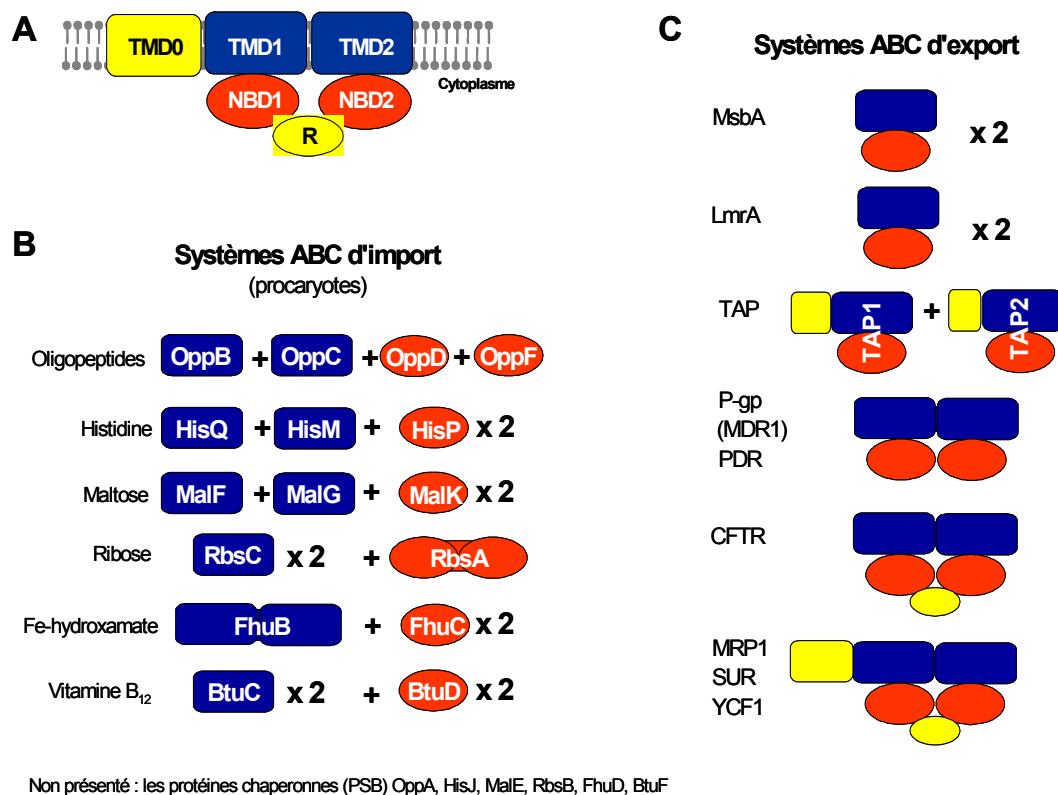 A
TMD0 TMD1 TMD2
Cytoplasme
NBD1 NBD2
R
B
Systèmes ABC d'import
(procaryotes)
Oligopeptides OppB + OppC + OppD + OppF
Histidine HisQ + HisM + HisP x 2
Maltose MalF + MalG + MalK x 2
Ribose RbsC x 2 + RbsA
Fe-hydroxamate FhuB + FhuC x 2
Vitamine B12 BtuC x 2 + BtuD x 2
C
Systèmes ABC d'export
MsbA x 2
LmrA x 2
TAP TAP1 + TAP2
P-gp
(MDR1)
PDR
CFTR
MRP1
SUR
YCF1
Non présenté : les protéines chaperonnes (PSB) OppA, HisJ, MalE, RbsB, FhuD, BtuF